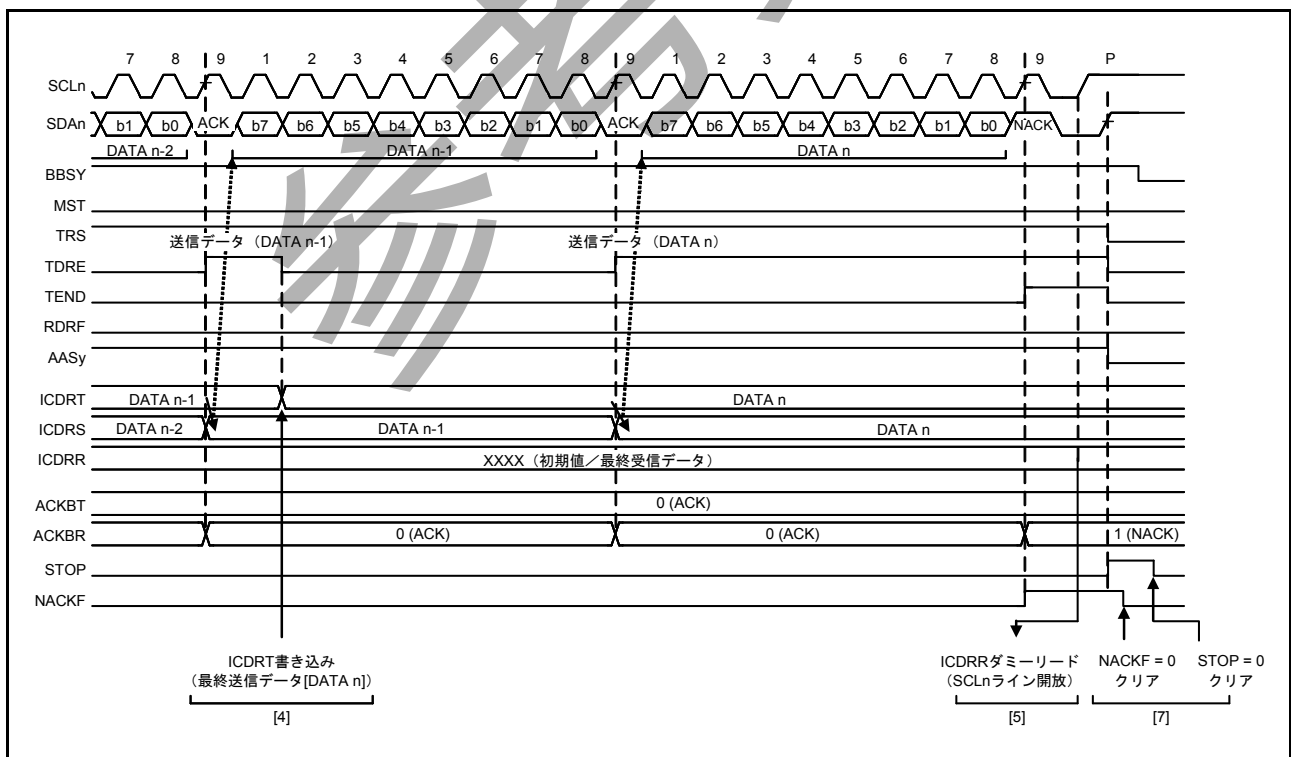 7 8 9 1 2 3 4 5 6 7 8 9 1 2 3 4 5 6 7 8 9 P
SCLn
SDAn b1 b0 ACK b7 b6 b5 b4 b3 b2 b1 b0 ACK b7 b6 b5 b4 b3 b2 b1 b0 NACK
DATA n-2 DATA n-1 DATA n
BBSY
MST
TRS
送信データ（DATA n-1） 送信データ（DATA n）
TDRE
TEND
RDRF
AASy
ICDRT DATA n-1 DATA n
ICDRS DATA n-2 DATA n-1 DATA n
ICDRR XXXX（初期値／最終受信データ）
ACKBT 0 (ACK)
ACKBR 0 (ACK) 0 (ACK) 1 (NACK)
STOP
NACKF
ICDRT書き込み ICDRRダミーリード NACKF = 0 STOP = 0
（最終送信データ[DATA n]） （SCLnライン開放） クリア クリア
[4] [5] [7]